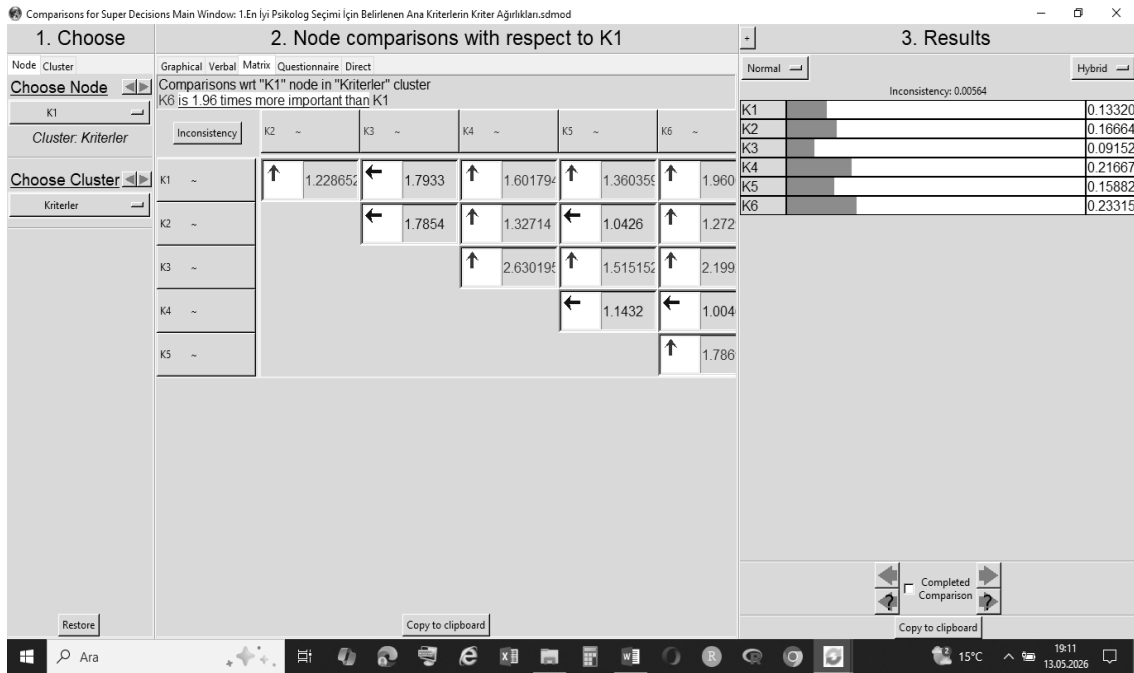 Comparisons for Super Decisions Main Window: 1.En İyi Psikolog Seçimi İçin Belirlenen Ana Kriterlerin Kriter Ağırlıkları.sdmod
1. Choose
2. Node comparisons with respect to K1
+
3. Results
Node Cluster
Graphical Verbal Matrix Questionnaire Direct
Normal
Hybrid
Choose Node
Comparisons wrt "K1" node in "Kriterler" cluster
K6 is 1.96 times more important than K1
Inconsistency: 0.00564
K1
Cluster: Kriterler
Choose Cluster
Kriterler
Inconsistency K2 ~ K3 ~ K4 ~ K5 ~ K6 ~
K1 ~ 1.228652 1.7933 1.601794 1.360359 1.960
K2 ~ 1.7854 1.32714 1.0426 1.272
K3 ~ 2.630195 1.515152 2.199
K4 ~ 1.1432 1.004
K5 ~ 1.786
K1 0.13320
K2 0.16664
K3 0.09152
K4 0.21667
K5 0.15882
K6 0.23315
Completed
Comparison
Restore
Copy to clipboard
Copy to clipboard
Ara
15°C
19:11
13.05.2026